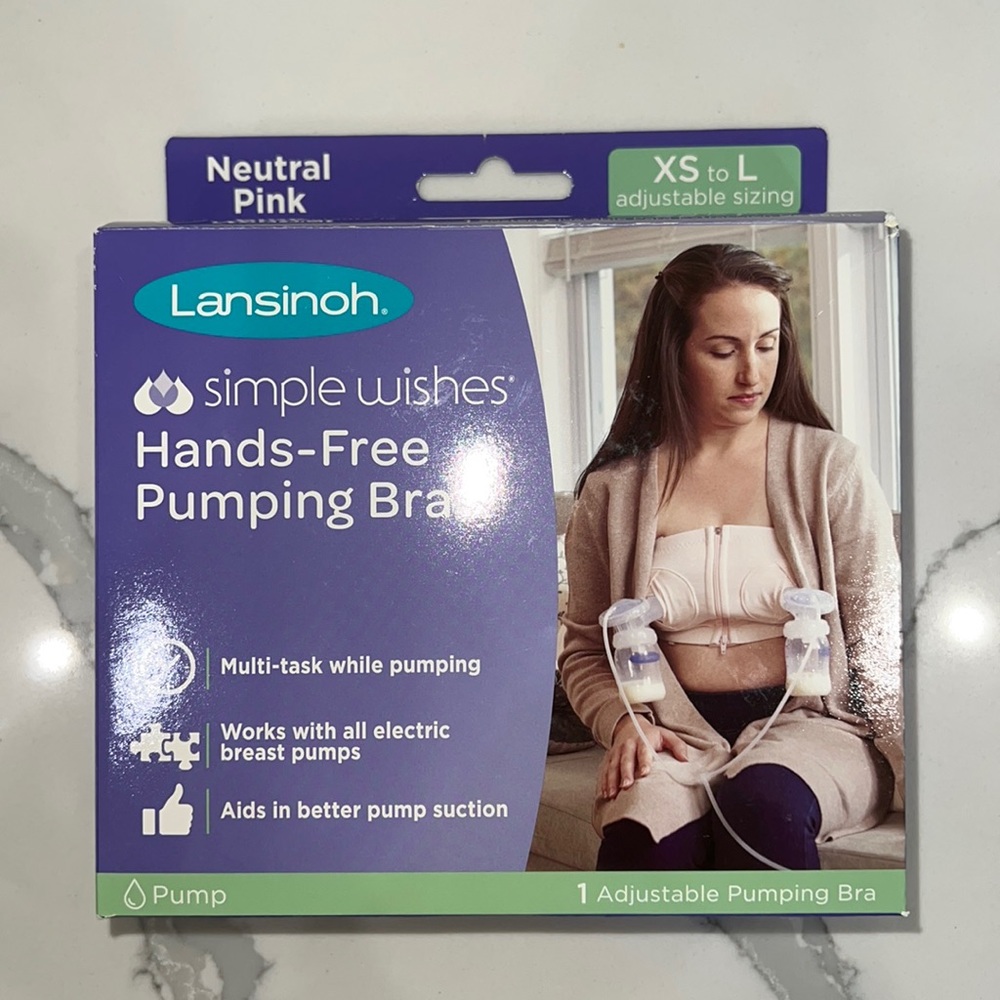 Neutral
Pink
XS to L
adjustable sizing
Lansinoh®
simple wishes®
Hands-Free
Pumping Bra
Multi-task while pumping
Works with all electric
breast pumps
Aids in better pump suction
Pump
1 Adjustable Pumping Bra